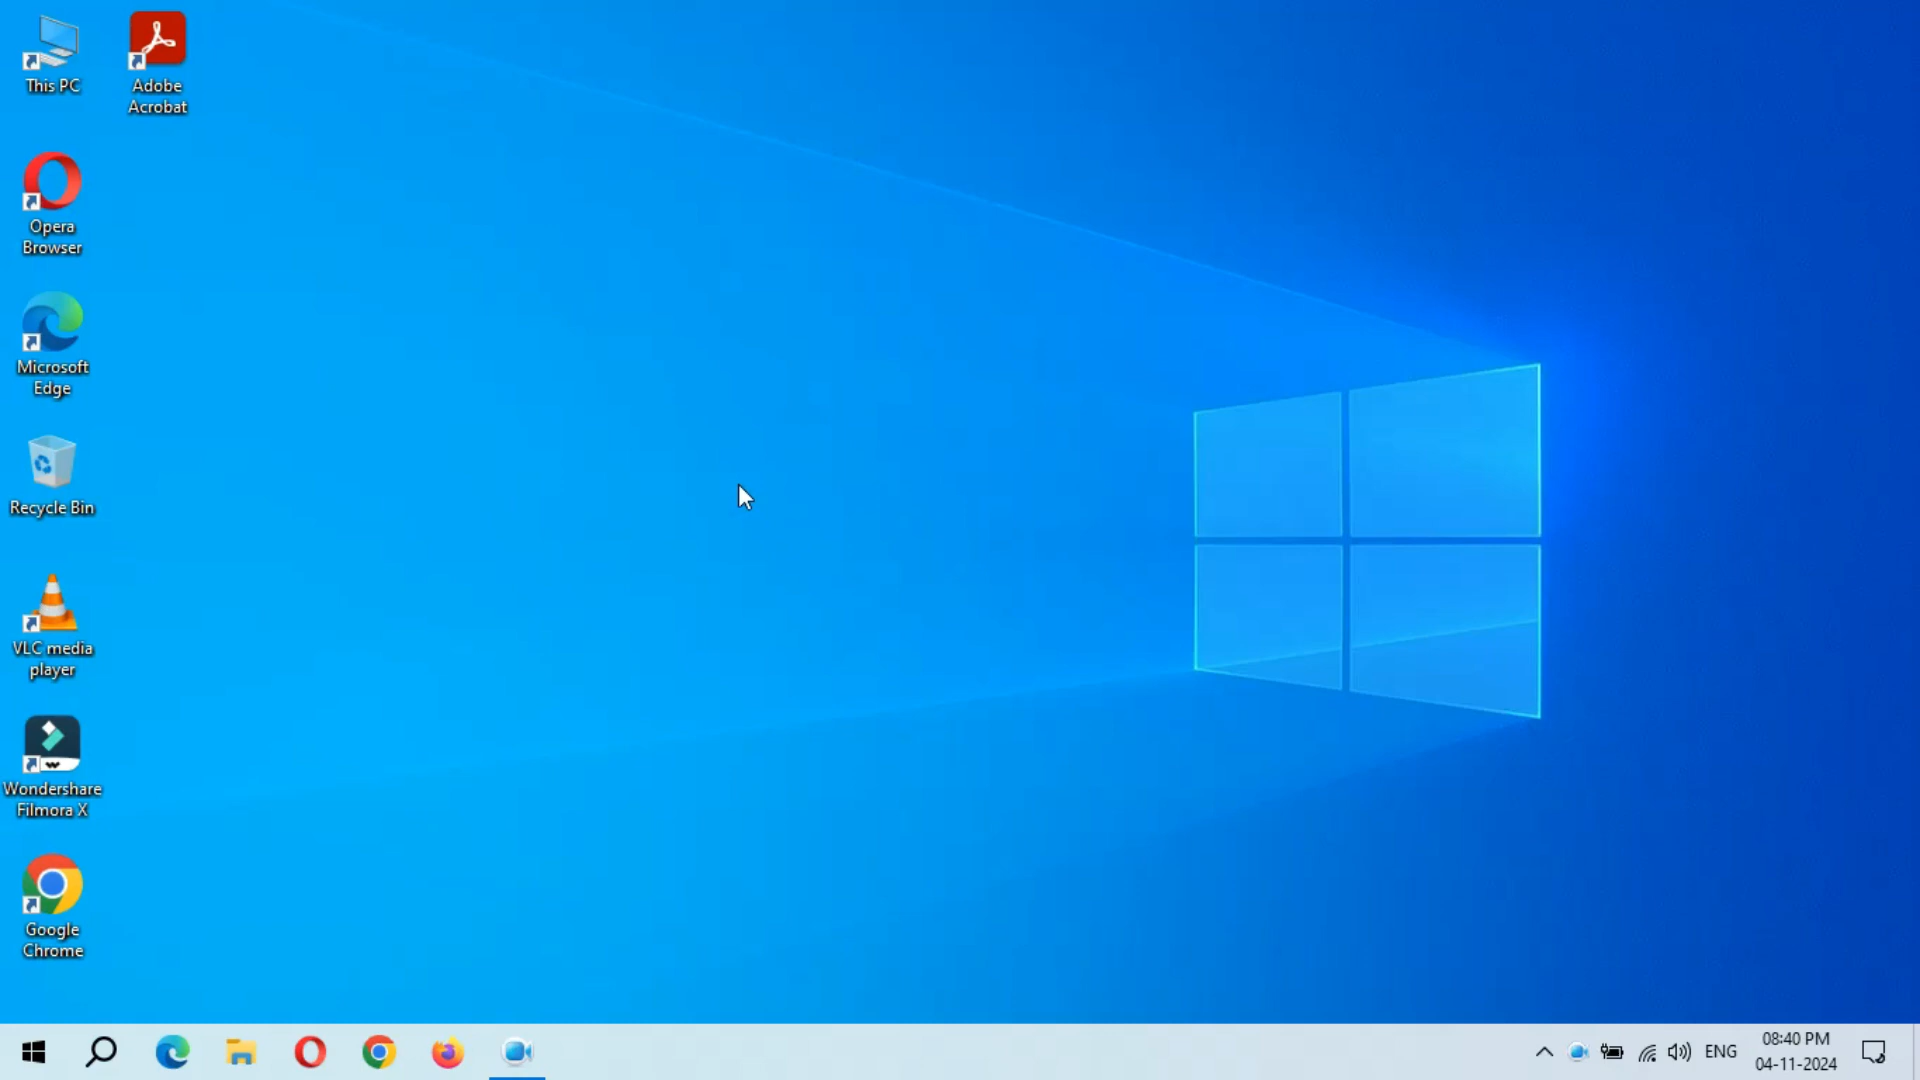 This PC
Adobe
Acrobat
Opera
Browser
Microsoft
Edge
Recycle Bin
VLC media
player
Wondershare
Filmora X
Google
Chrome
ENG
08:40 PM
04-11-2024